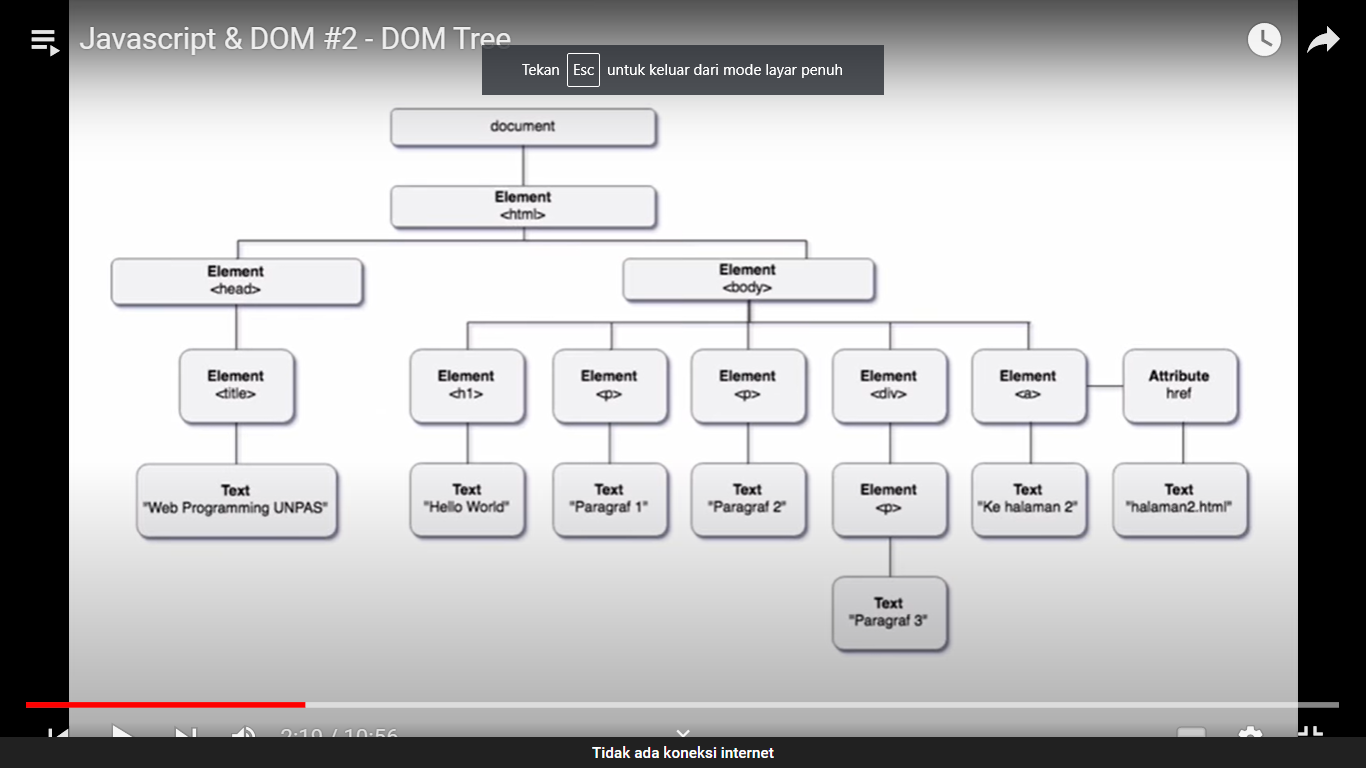 Javascript & DOM #2 - DOM Tree
Tekan Esc untuk keluar dari mode layar penuh
document
Element
<html>
Element
<head>
Element
<body>
Element
<title>
Element
<h1>
Element
<p>
Element
<p>
Element
<div>
Element
<a>
Attribute
href
Text
"Web Programming UNPAS"
Text
"Hello World"
Text
"Paragraf 1"
Text
"Paragraf 2"
Element
<p>
Text
"Ke halaman 2"
Text
"halaman2.html"
Text
"Paragraf 3"
2:19 / 10:56
Tidak ada koneksi internet